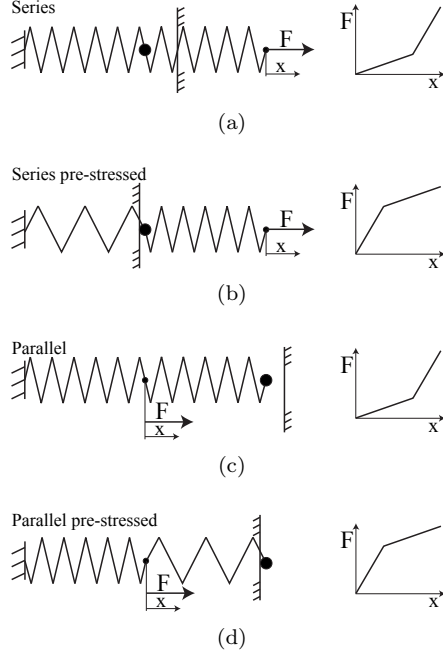 Series
F
x
F
x
(a)
Series pre-stressed
F
x
F
x
(b)
Parallel
F
x
F
x
(c)
Parallel pre-stressed
F
x
F
x
(d)